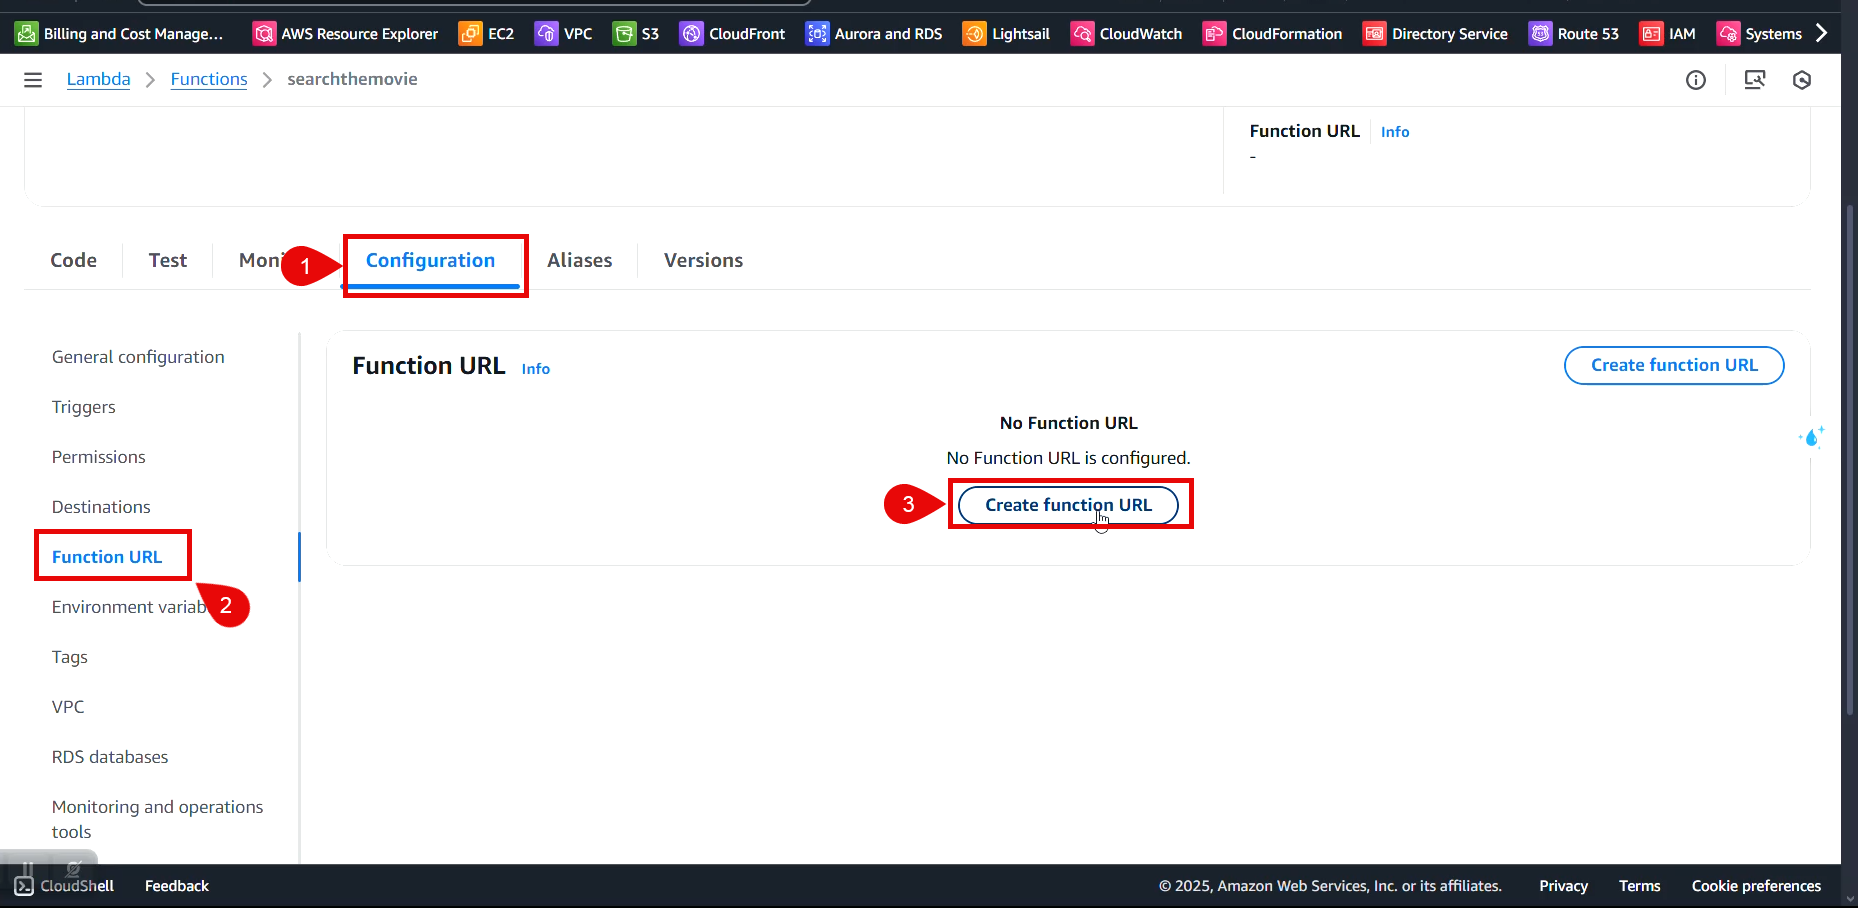 Billing and Cost Manage... AWS Resource Explorer EC2 VPC S3 CloudFront Aurora and RDS Lightsail CloudWatch CloudFormation Directory Service Route 53 IAM Systems
Lambda > Functions > searchthemovie
Function URL Info
-
Code Test Moni 1 Configuration Aliases Versions
General configuration
Triggers
Permissions
Destinations
Function URL
2
Environment variab
Tags
VPC
RDS databases
Monitoring and operations
tools
Function URL Info
Create function URL
No Function URL
No Function URL is configured.
3 Create function URL
CloudShell Feedback © 2025, Amazon Web Services, Inc. or its affiliates. Privacy Terms Cookie preferences